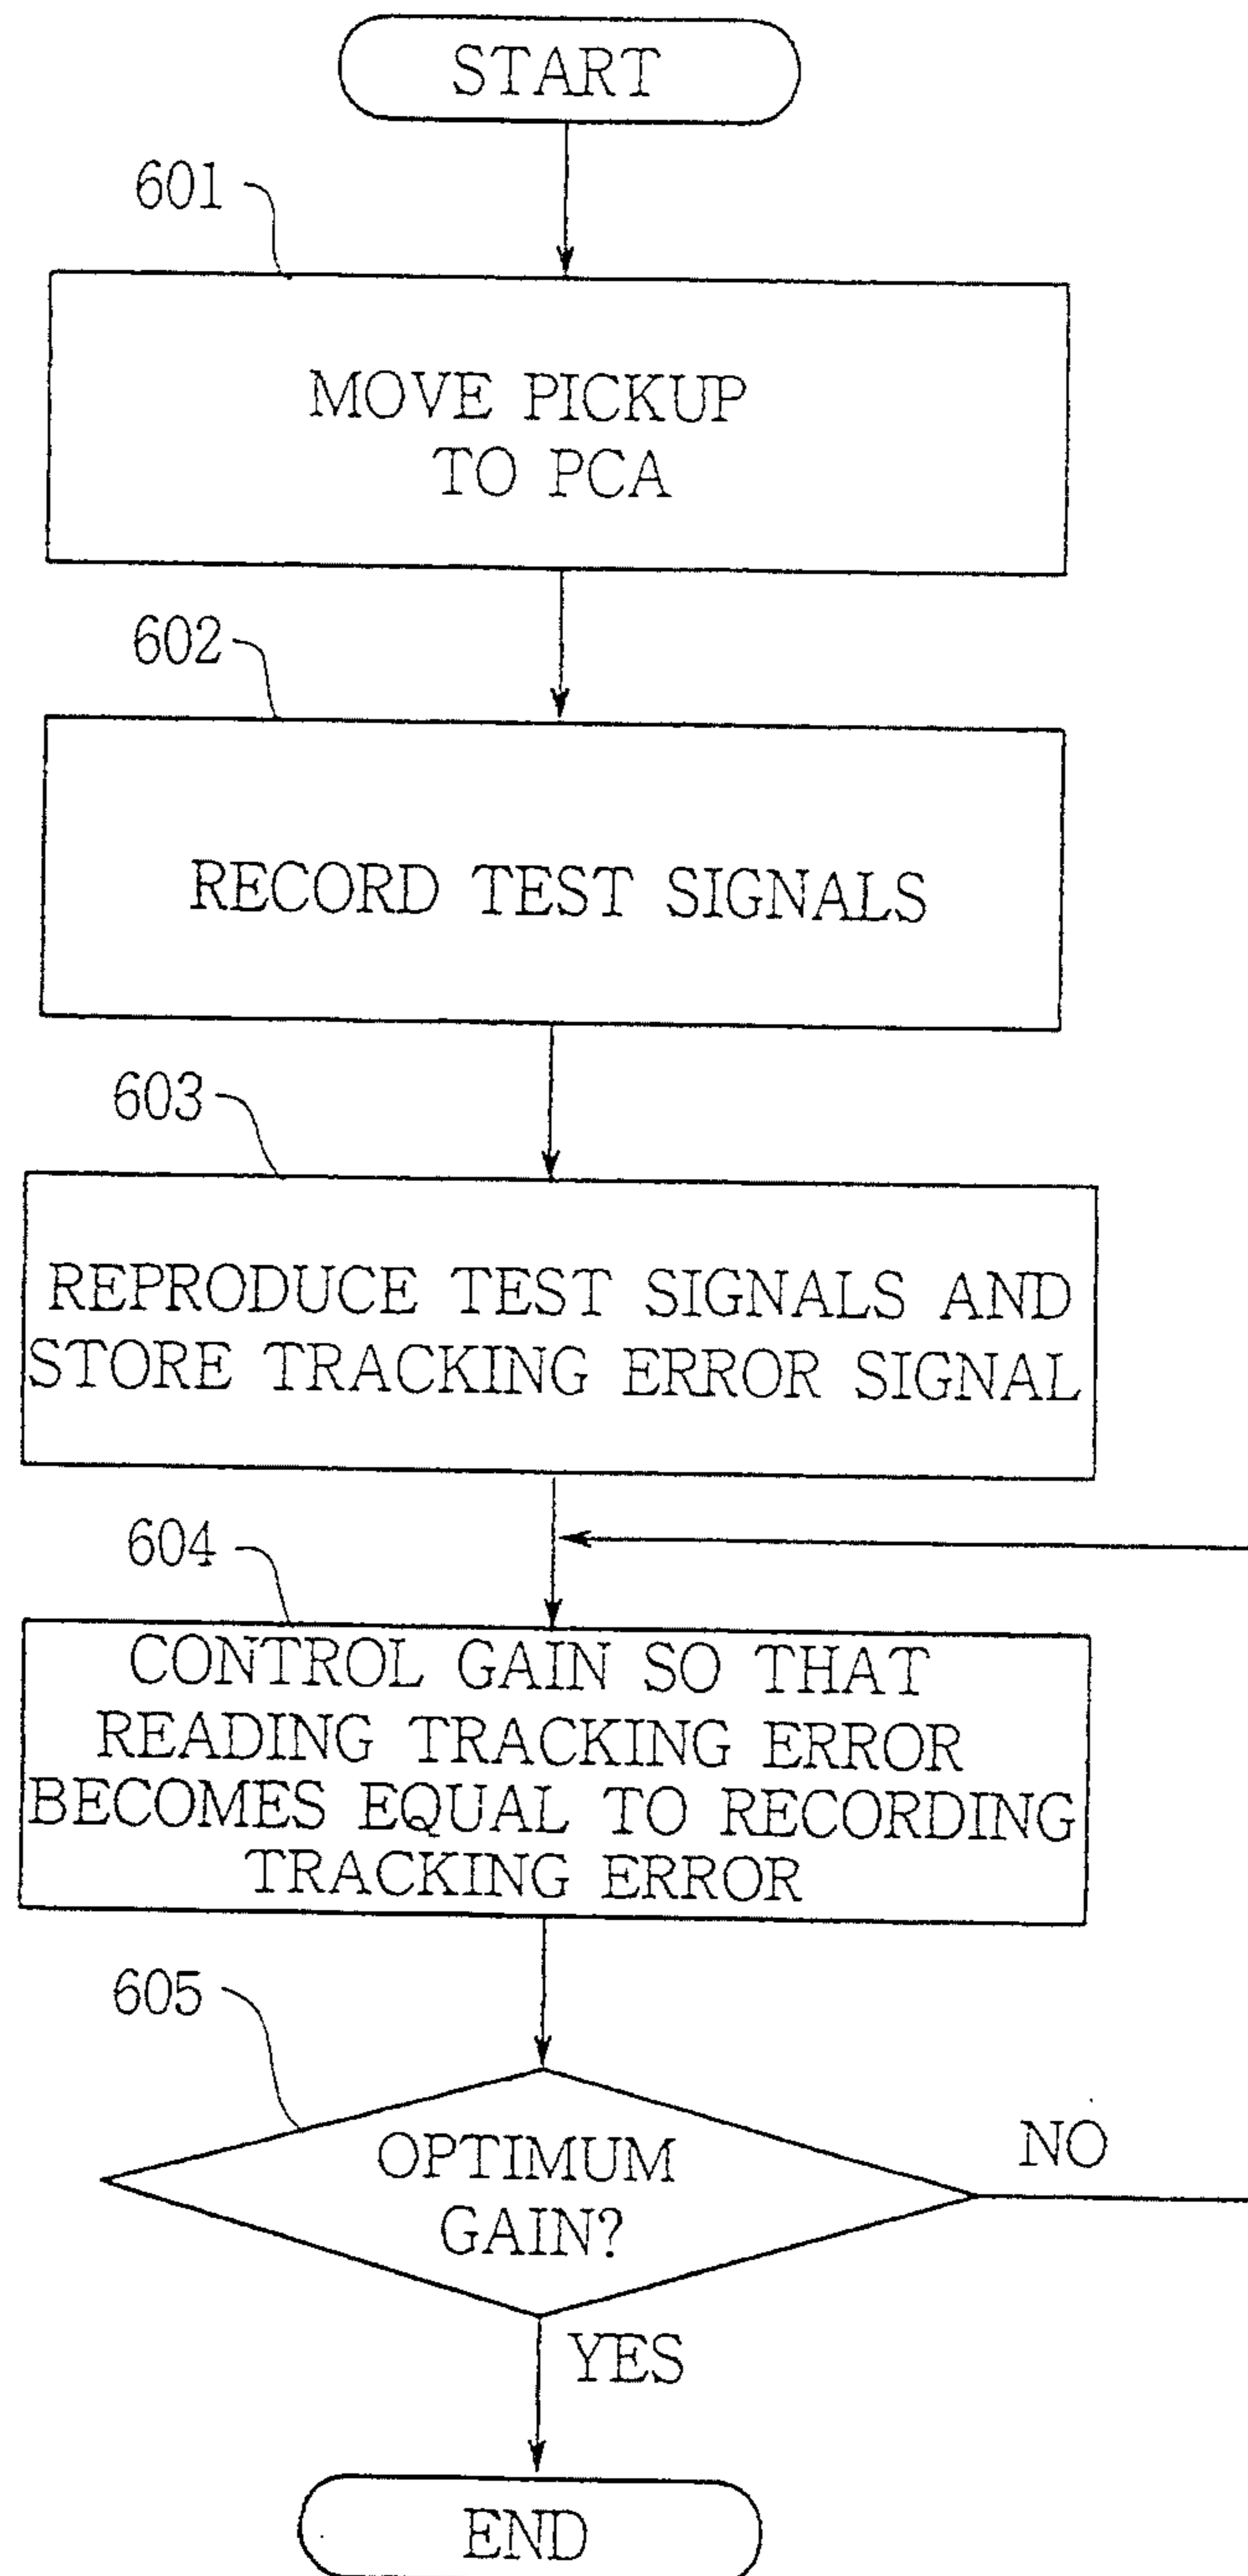 START
601
MOVE PICKUP
TO PCA
602
RECORD TEST SIGNALS
603
REPRODUCE TEST SIGNALS AND
STORE TRACKING ERROR SIGNAL
604
CONTROL GAIN SO THAT
READING TRACKING ERROR
BECOMES EQUAL TO RECORDING
TRACKING ERROR
605
OPTIMUM
GAIN?
NO
YES
END